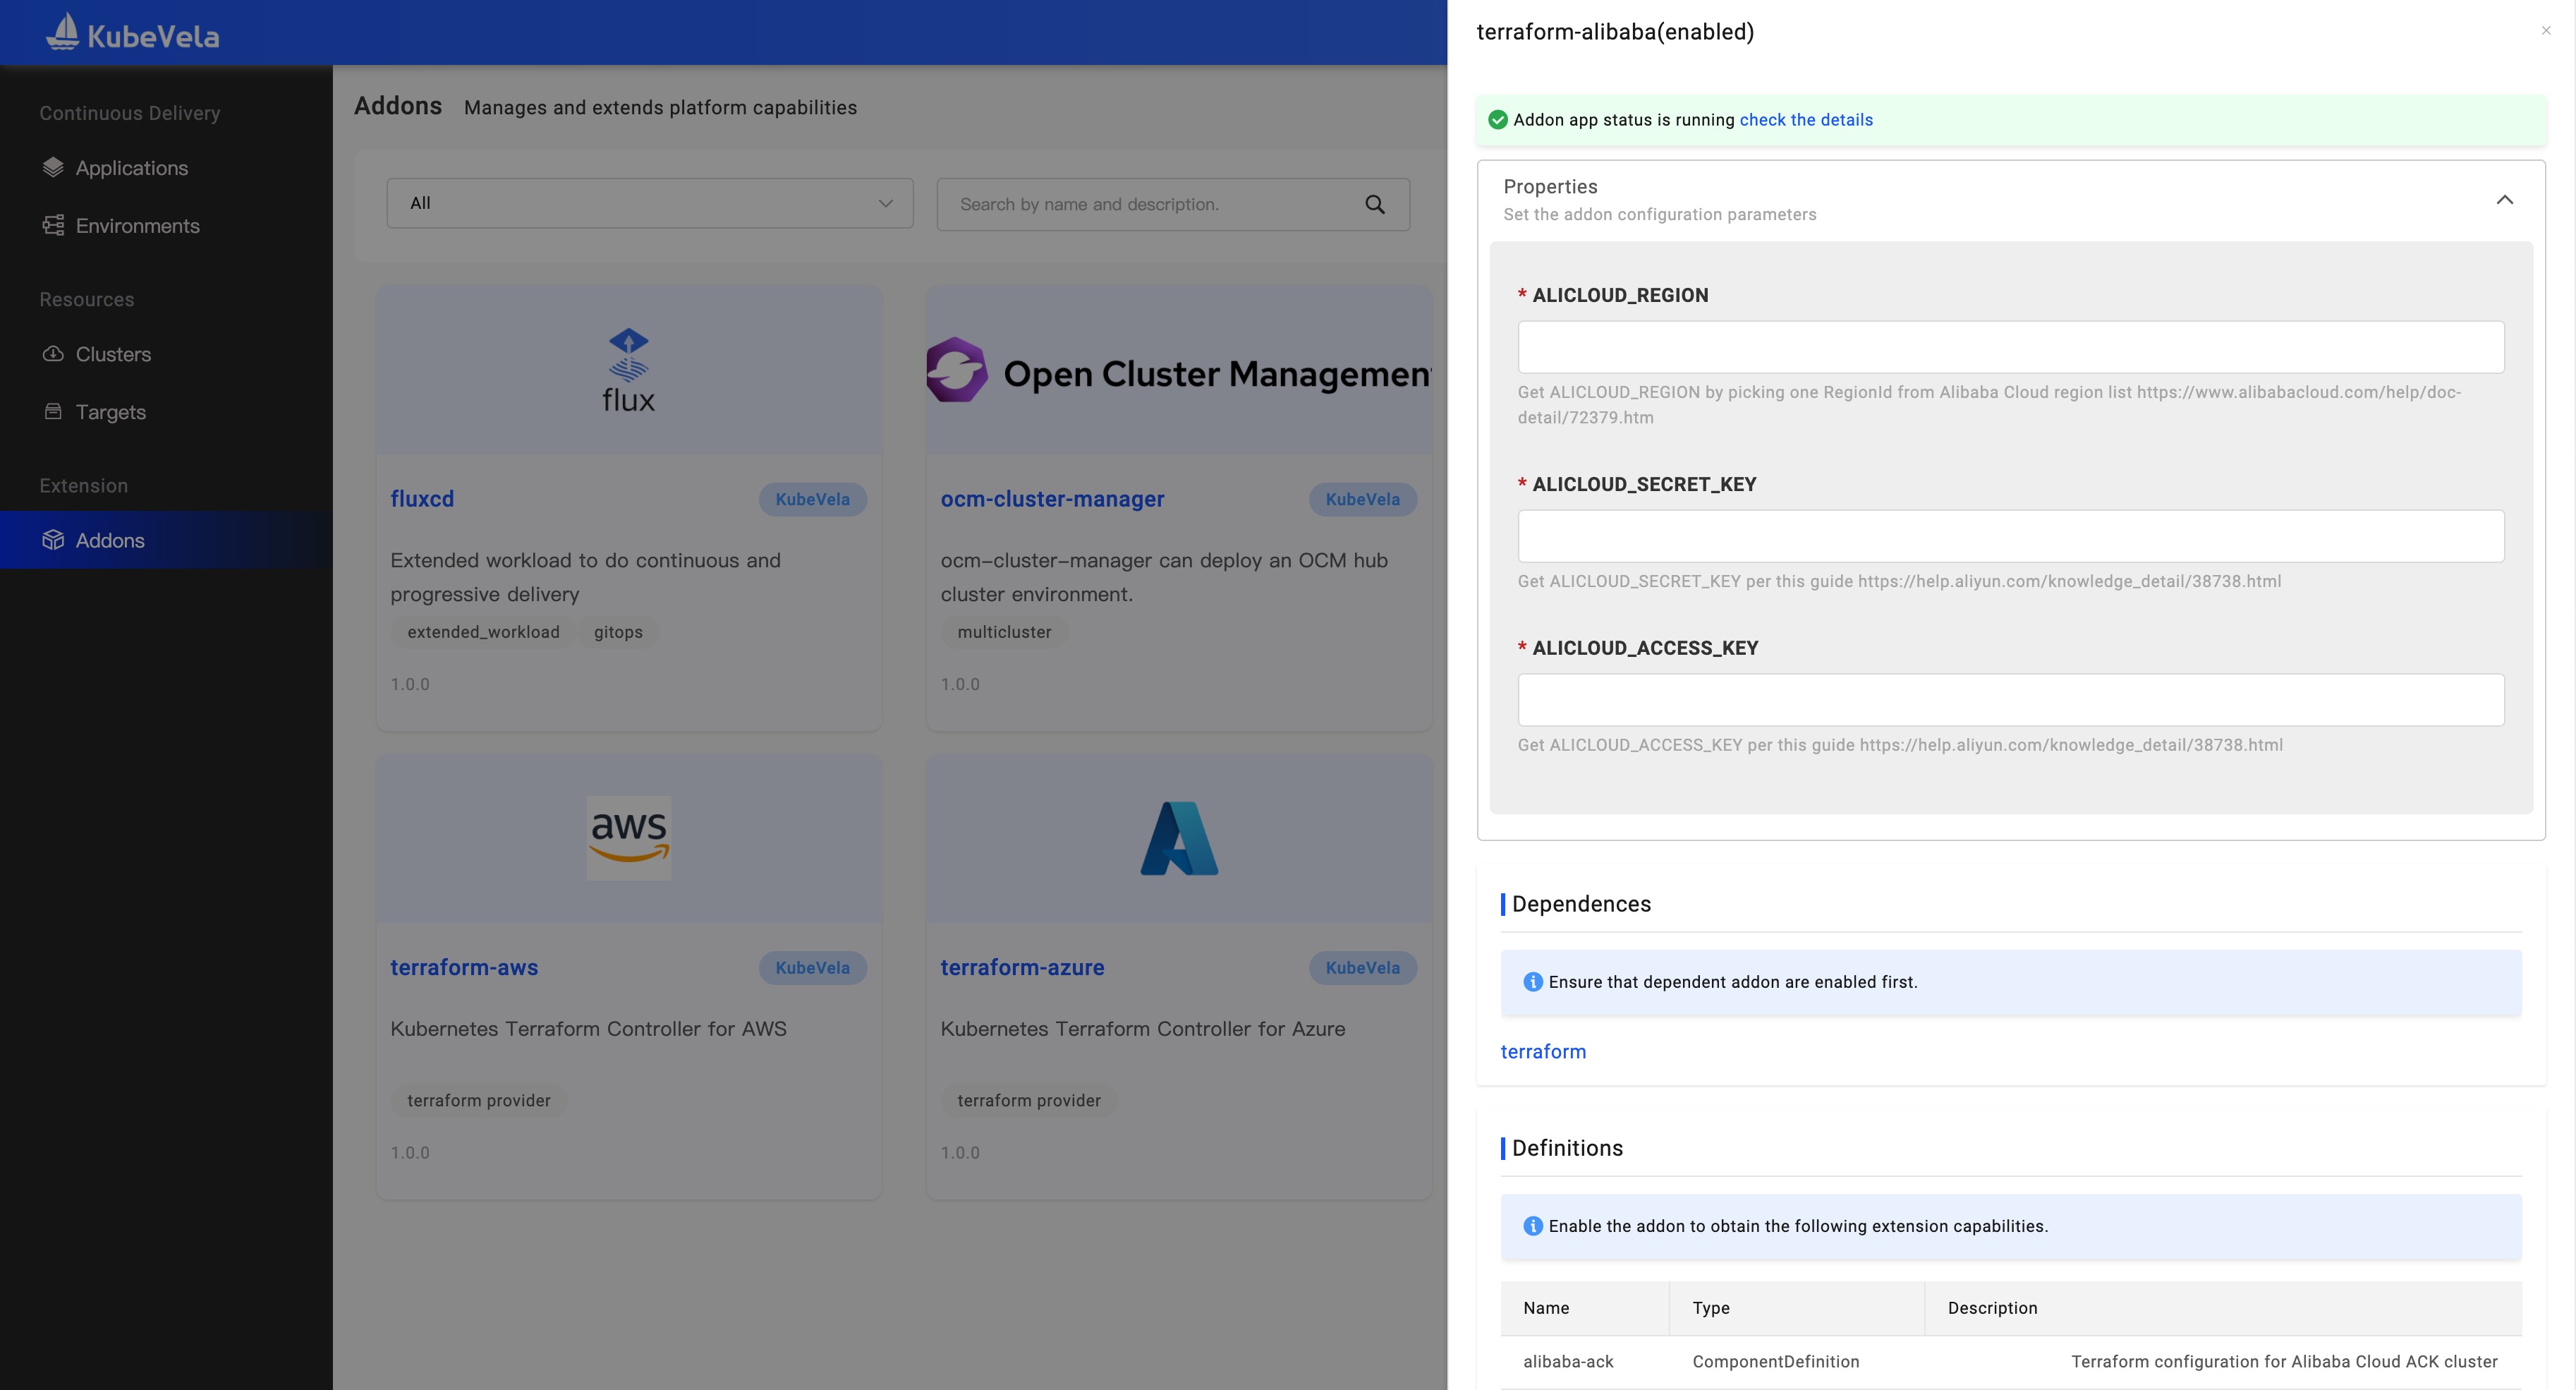 KubeVela
Continuous Delivery
Applications
Environments
Resources
Clusters
Targets
Extension
Addons
Addons Manages and extends platform capabilities
All
Search by name and description.
flux
fluxcd KubeVela
Extended workload to do continuous and
progressive delivery
extended_workload gitops
1.0.0
Open Cluster Management
ocm-cluster-manager KubeVela
ocm-cluster-manager can deploy an OCM hub
cluster environment.
multicluster
1.0.0
aws
terraform-aws KubeVela
Kubernetes Terraform Controller for AWS
terraform provider
1.0.0
terraform-azure KubeVela
Kubernetes Terraform Controller for Azure
terraform provider
1.0.0
terraform-alibaba(enabled)
Addon app status is running check the details
Properties
Set the addon configuration parameters
* ALICLOUD_REGION
Get ALICLOUD_REGION by picking one RegionId from Alibaba Cloud region list https://www.alibabacloud.com/help/doc-
detail/72379.htm
* ALICLOUD_SECRET_KEY
Get ALICLOUD_SECRET_KEY per this guide https://help.aliyun.com/knowledge_detail/38738.html
* ALICLOUD_ACCESS_KEY
Get ALICLOUD_ACCESS_KEY per this guide https://help.aliyun.com/knowledge_detail/38738.html
Dependences
Ensure that dependent addon are enabled first.
terraform
Definitions
Enable the addon to obtain the following extension capabilities.
Name Type Description
alibaba-ack ComponentDefinition Terraform configuration for Alibaba Cloud ACK cluster